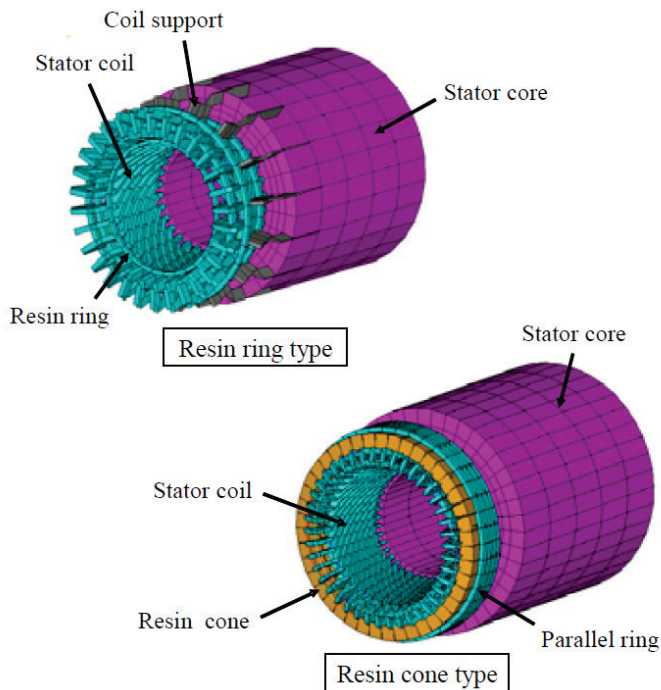 Coil support
Stator coil
Stator core
Resin ring
Resin ring type
Stator core
Stator coil
Resin cone
Parallel ring
Resin cone type